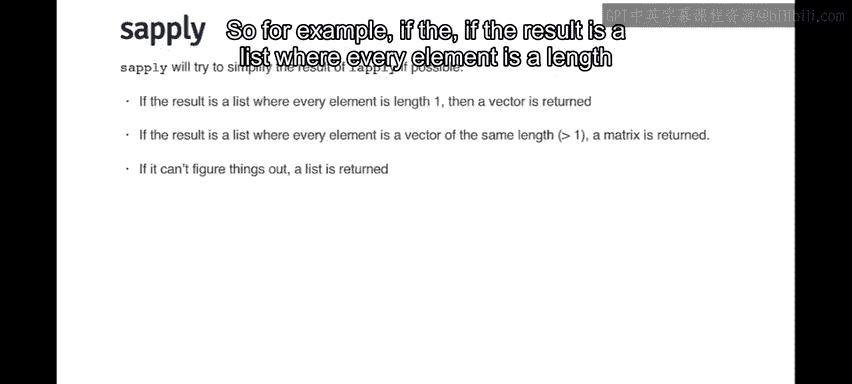 GPT中英字幕课程资源@bilibili.com
sapply
So for example, if the, if the result is a
list where every element is a length
sapply will try to simplify the result of lapply if possible.
· If the result is a list where every element is length 1, then a vector is returned
· If the result is a list where every element is a vector of the same length (> 1), a matrix is returned.
· If it can't figure things out, a list is returned